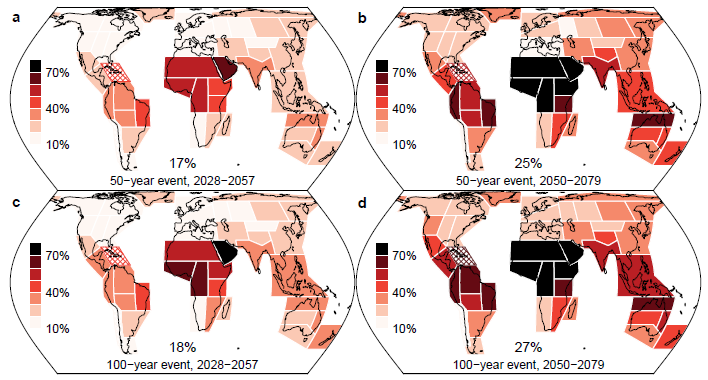 a
70%
40%
10%
17%
50−year event, 2028−2057
b
70%
40%
10%
25%
50−year event, 2050−2079
c
70%
40%
10%
18%
100−year event, 2028−2057
d
70%
40%
10%
27%
100−year event, 2050−2079